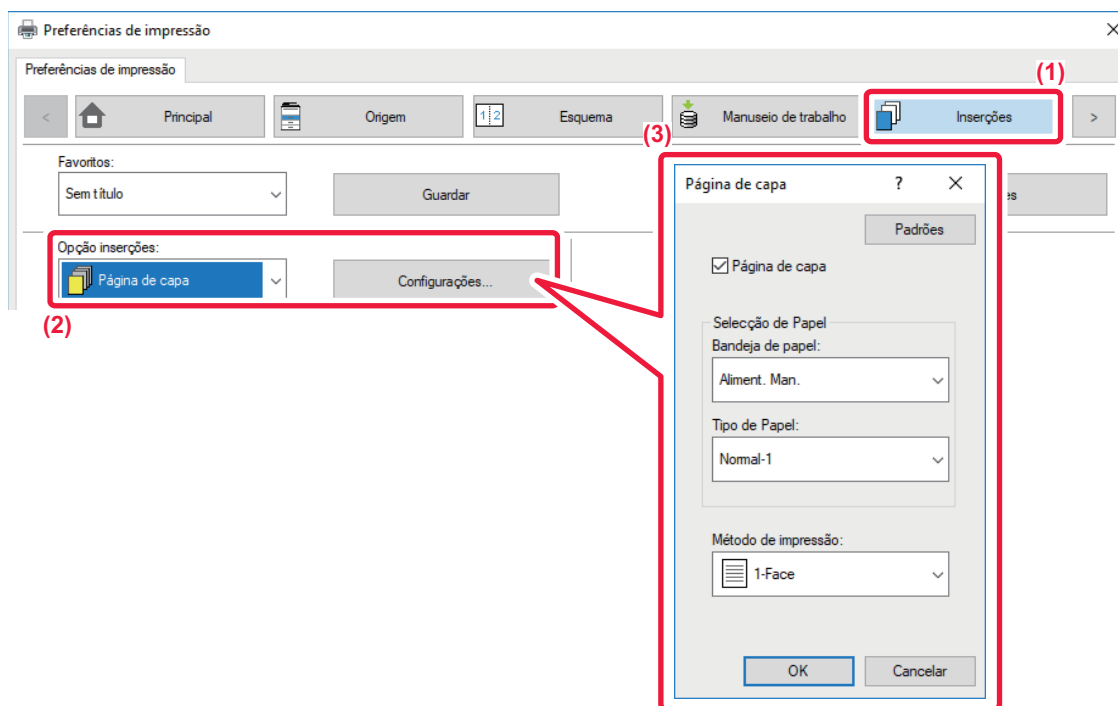 Preferências de impressão
Preferências de impressão
(1)
< Principal Origem 1 2 Esquema Manuseio de trabalho Inserções >
(3)
Favoritos:
Sem título Guardar
Opção inserções:
Página de capa Configurações...
(2)
Página de capa ? ×
Padrões
Página de capa
Selecção de Papel
Bandeja de papel:
Aliment. Man.
Tipo de Papel:
Normal-1
Método de impressão:
1-Face
OK Cancelar